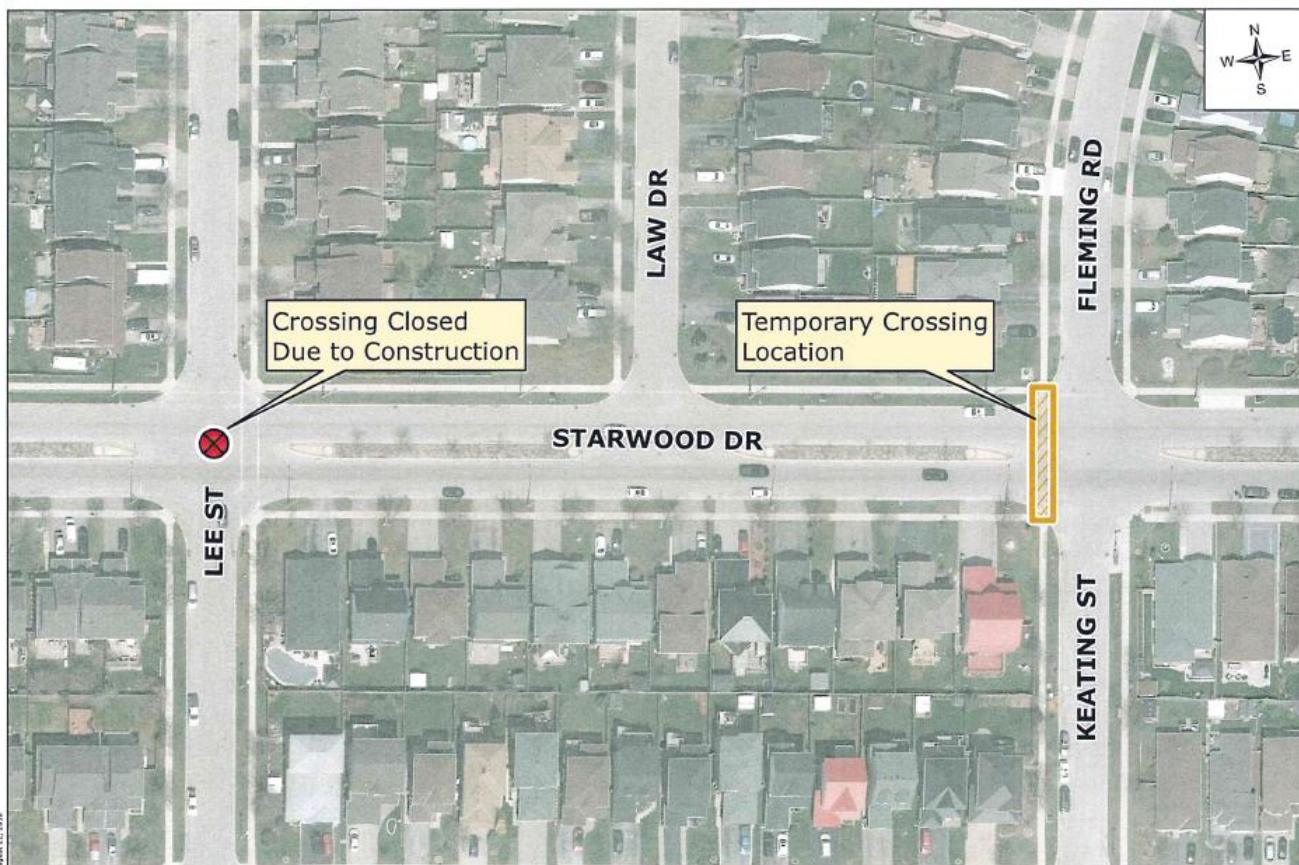 N
W E
S
LAW DR
FLEMING RD
Crossing Closed
Due to Construction
Temporary Crossing
Location
STARWOOD DR
LEE ST
KEATING ST